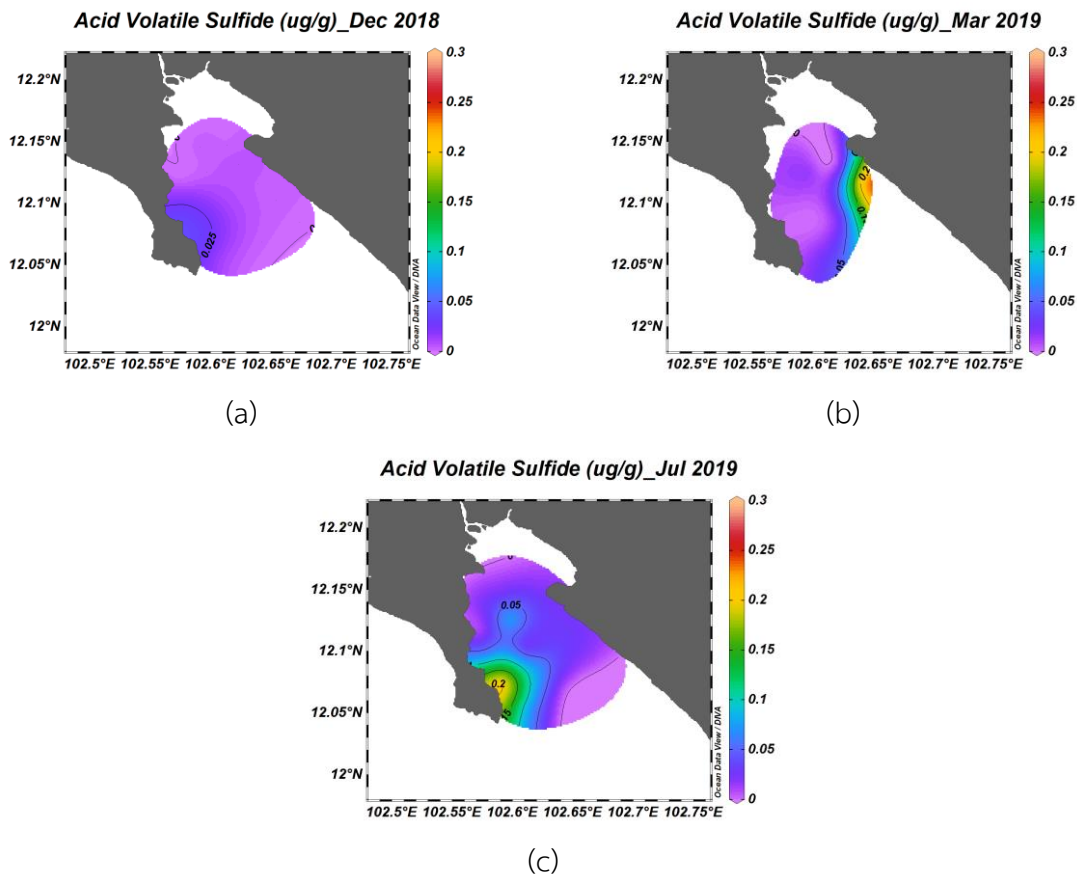 Acid Volatile Sulfide (ug/g)_Dec 2018
12.2°N
12.15°N
12.1°N
12.05°N
12°N
102.5°E 102.55°E 102.6°E 102.65°E 102.7°E 102.75°E
0
0.025
0
0.3
0.25
0.2
0.15
0.1
0.05
0
Ocean Data View / DIVA
(a)
Acid Volatile Sulfide (ug/g)_Mar 2019
12.2°N
12.15°N
12.1°N
12.05°N
12°N
102.5°E 102.55°E 102.6°E 102.65°E 102.7°E 102.75°E
0
0.2
0.3
0.25
0.2
0.15
0.1
0.05
0
Ocean Data View / DIVA
(b)
Acid Volatile Sulfide (ug/g)_Jul 2019
12.2°N
12.15°N
12.1°N
12.05°N
12°N
102.5°E 102.55°E 102.6°E 102.65°E 102.7°E 102.75°E
0
0.05
0.2
0.3
0.25
0.2
0.15
0.1
0.05
0
Ocean Data View / DIVA
(c)